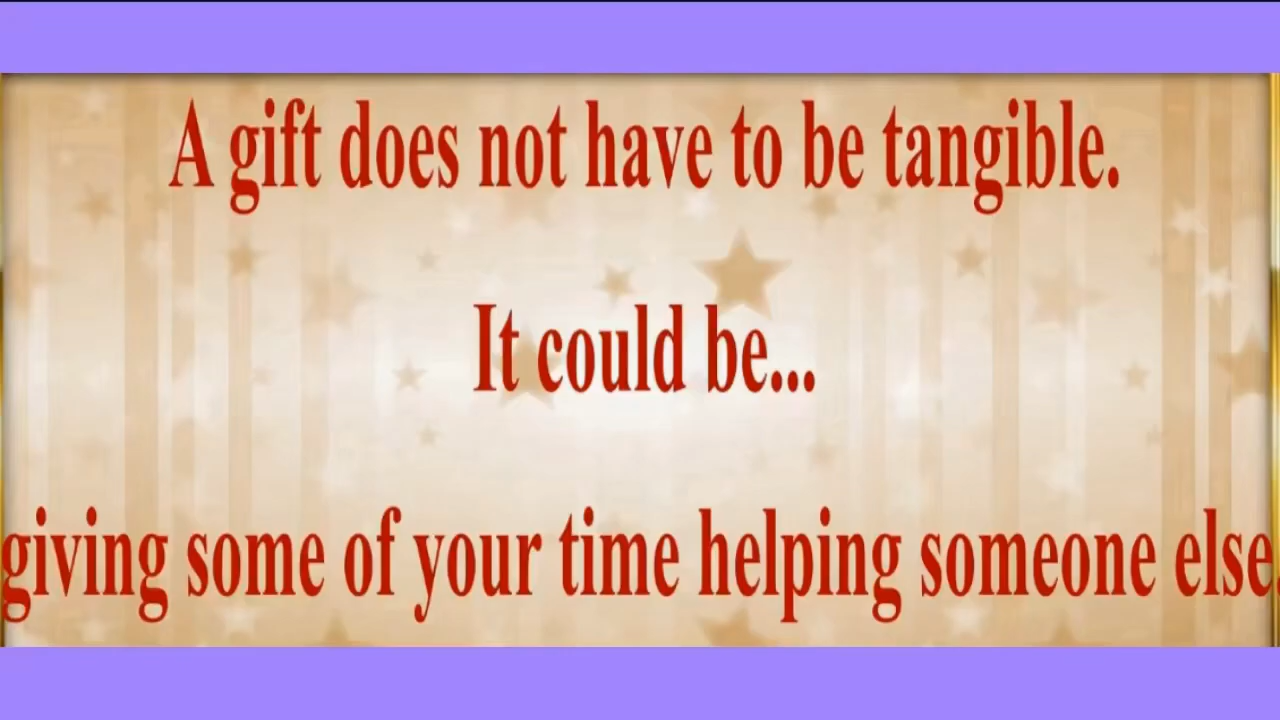 A gift does not have to be tangible.
It could be...
giving some of your time helping someone else.